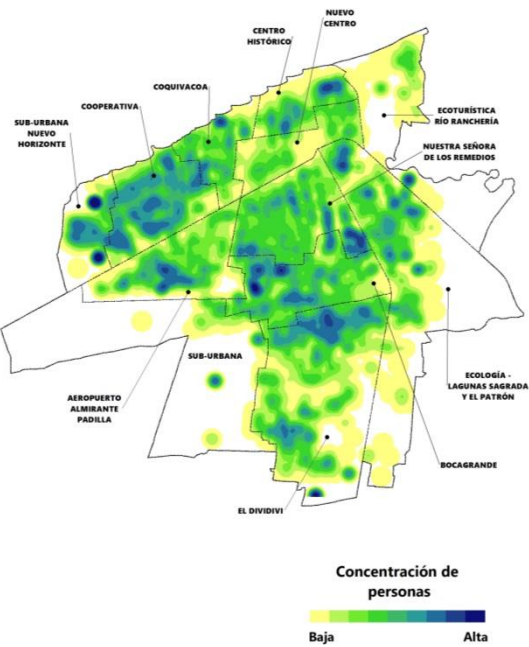 NUEVO
CENTRO
CENTRO
HISTÓRICO
COQUIVACOA
COOPERATIVA
SUB-URBANA
NUEVO
HORIZONTE
ECOTURÍSTICA
RÍO RANCHERÍA
NUESTRA SEÑORA
DE LOS REMEDIOS
SUB-URBANA
AEROPUERTO
ALMIRANTE
PADILLA
ECOLOGÍA -
LAGUNAS SAGRADA
Y EL PATRÓN
BOCAGRANDE
EL DIVIDIVI
Concentración de
personas
Baja Alta